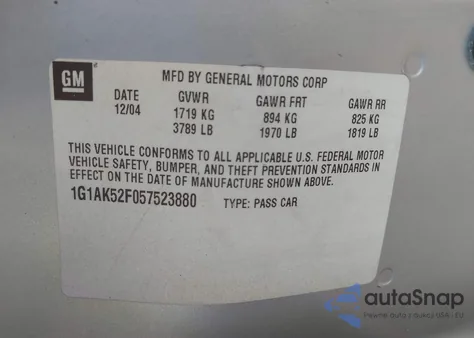 GM
MFD BY GENERAL MOTORS CORP
DATE GVWR GAWR FRT GAWR RR
12/04 1719 KG 894 KG 825 KG
3789 LB 1970 LB 1819 LB
THIS VEHICLE CONFORMS TO ALL APPLICABLE U.S. FEDERAL MOTOR
VEHICLE SAFETY, BUMPER, AND THEFT PREVENTION STANDARDS IN
EFFECT ON THE DATE OF MANUFACTURE SHOWN ABOVE.
1G1AK52F057523880 TYPE: PASS CAR
autoSnap